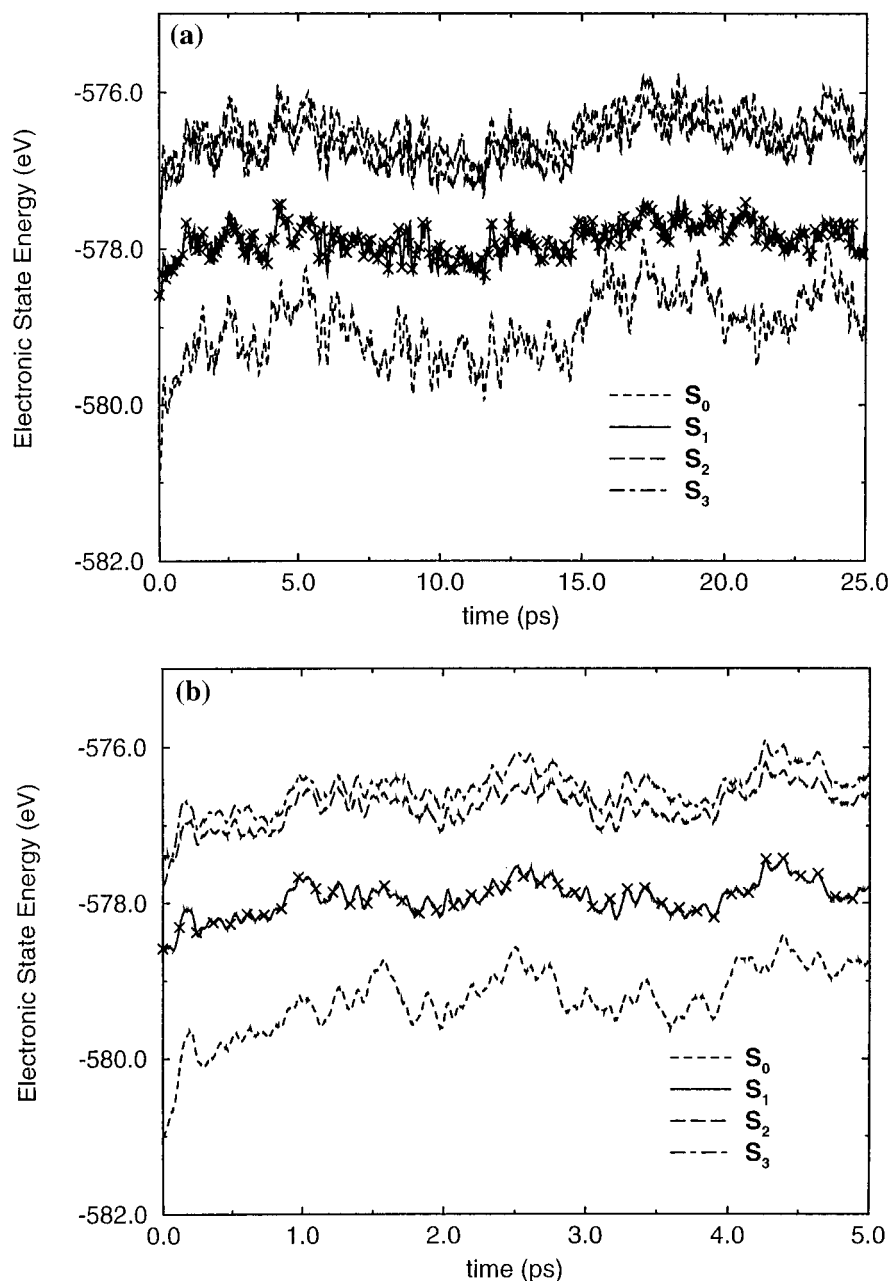 (a)
Electronic State Energy (eV)
-576.0
-578.0
-580.0
-582.0
S0
S1
S2
S3
0.0 5.0 10.0 15.0 20.0 25.0
time (ps)
(b)
Electronic State Energy (eV)
-576.0
-578.0
-580.0
-582.0
S0
S1
S2
S3
0.0 1.0 2.0 3.0 4.0 5.0
time (ps)